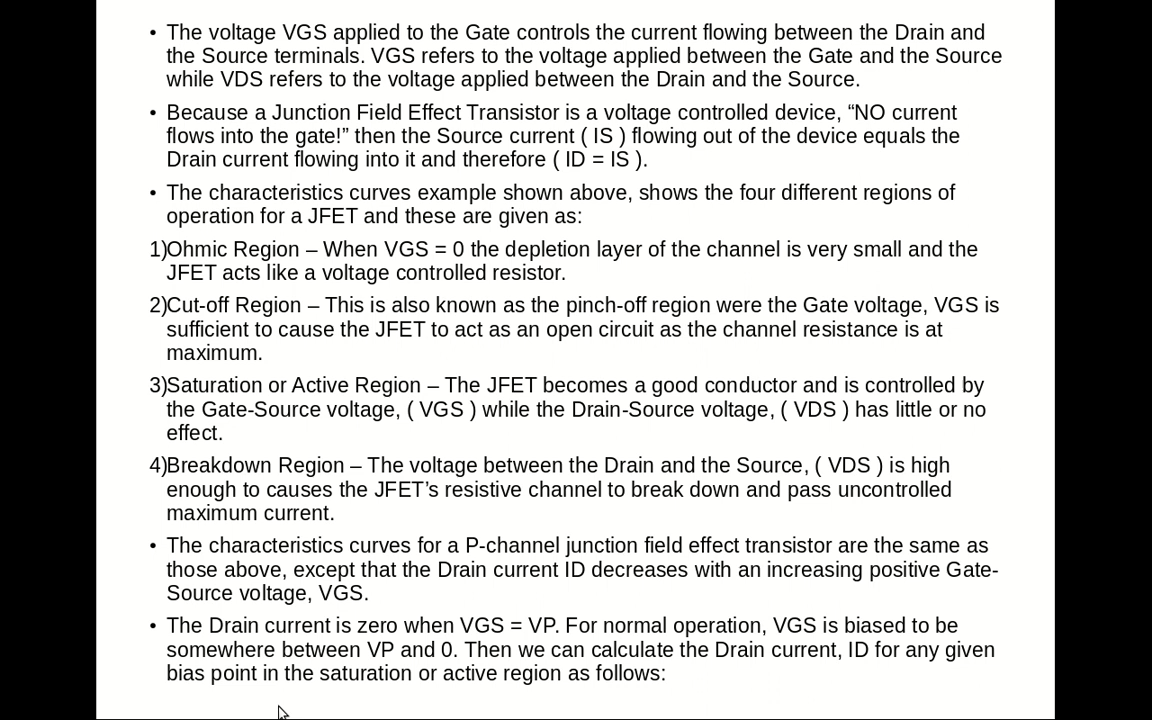 • The voltage VGS applied to the Gate controls the current flowing between the Drain and
the Source terminals. VGS refers to the voltage applied between the Gate and the Source
while VDS refers to the voltage applied between the Drain and the Source.
• Because a Junction Field Effect Transistor is a voltage controlled device, “NO current
flows into the gate!” then the Source current ( IS ) flowing out of the device equals the
Drain current flowing into it and therefore ( ID = IS ).
• The characteristics curves example shown above, shows the four different regions of
operation for a JFET and these are given as:
1)Ohmic Region – When VGS = 0 the depletion layer of the channel is very small and the
JFET acts like a voltage controlled resistor.
2)Cut-off Region – This is also known as the pinch-off region were the Gate voltage, VGS is
sufficient to cause the JFET to act as an open circuit as the channel resistance is at
maximum.
3)Saturation or Active Region – The JFET becomes a good conductor and is controlled by
the Gate-Source voltage, ( VGS ) while the Drain-Source voltage, ( VDS ) has little or no
effect.
4)Breakdown Region – The voltage between the Drain and the Source, ( VDS ) is high
enough to causes the JFET’s resistive channel to break down and pass uncontrolled
maximum current.
• The characteristics curves for a P-channel junction field effect transistor are the same as
those above, except that the Drain current ID decreases with an increasing positive Gate-
Source voltage, VGS.
• The Drain current is zero when VGS = VP. For normal operation, VGS is biased to be
somewhere between VP and 0. Then we can calculate the Drain current, ID for any given
bias point in the saturation or active region as follows: